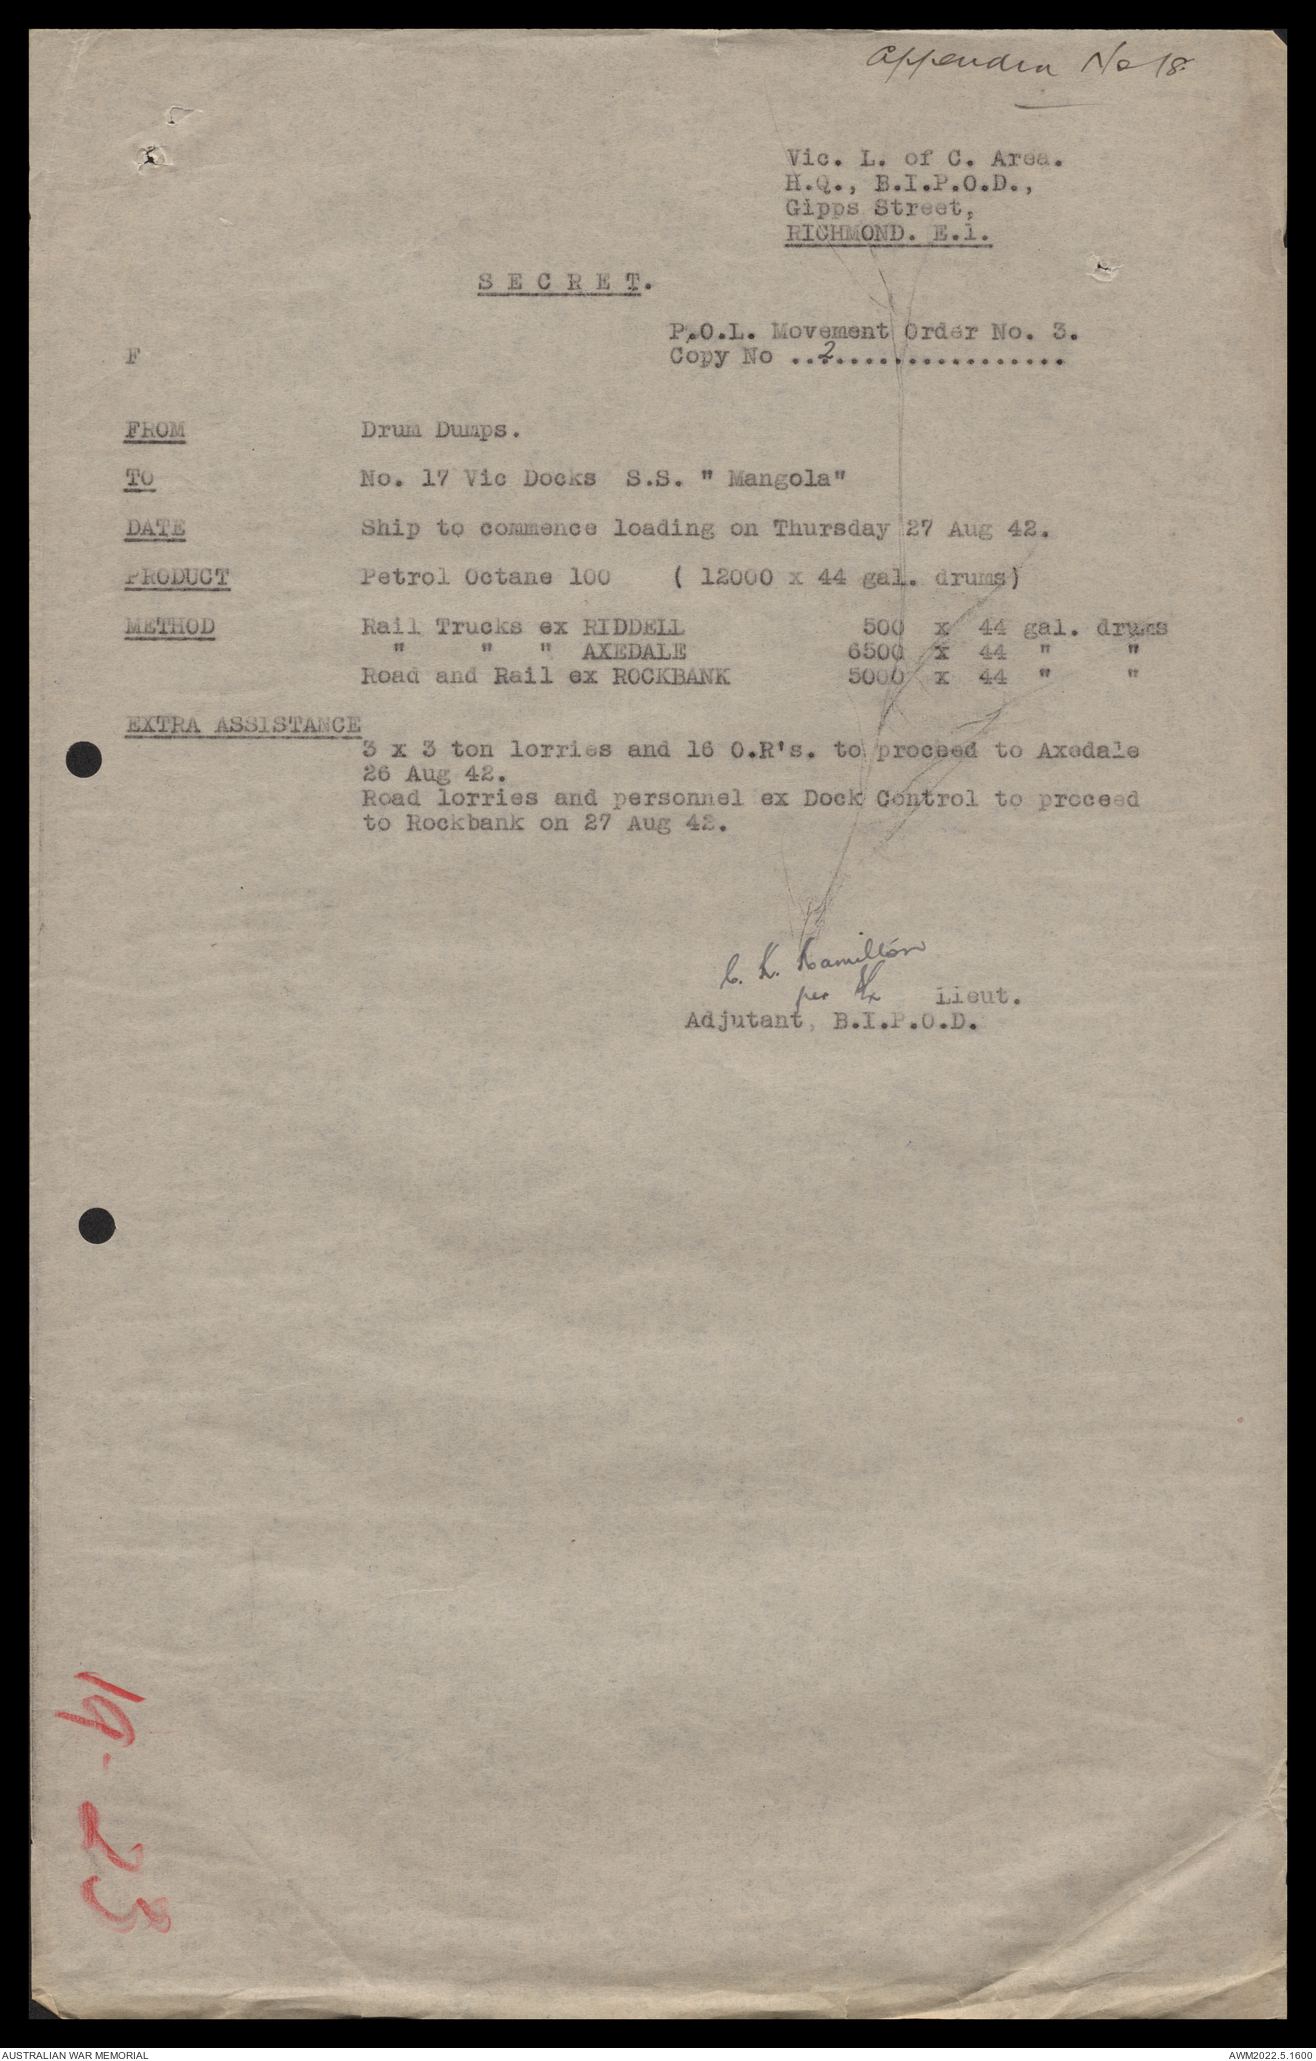 Appendix No 18.
Vic. L. of C. Area.
H.Q., B.I.P.O.D.,
Gipps Street,
RICHMOND. E.1.
S E C R E T.
P.O.L. Movement Order No. 3.
F
Copy No ..2................
FROM Drum Dumps.
TO No. 17 Vic Docks S.S. " Mangola"
DATE Ship to commence loading on Thursday 27 Aug 42.
PRODUCT Petrol Octane 100 ( 12000 x 44 gal. drums)
METHOD Rail Trucks ex RIDDELL 500 x 44 gal. drums
" " " AXEDALE 6500 x 44 " "
Road and Rail ex ROCKBANK 5000 x 44 " "
EXTRA ASSISTANCE
3 x 3 ton lorries and 16 O.R's. to proceed to Axedale
26 Aug 42.
Road lorries and personnel ex Dock Control to proceed
to Rockbank on 27 Aug 42.
C. K. Hamilton
per Lieut.
Adjutant, B.I.P.O.D.
19-23
AUSTRALIAN WAR MEMORIAL
AWM2022.5.1600